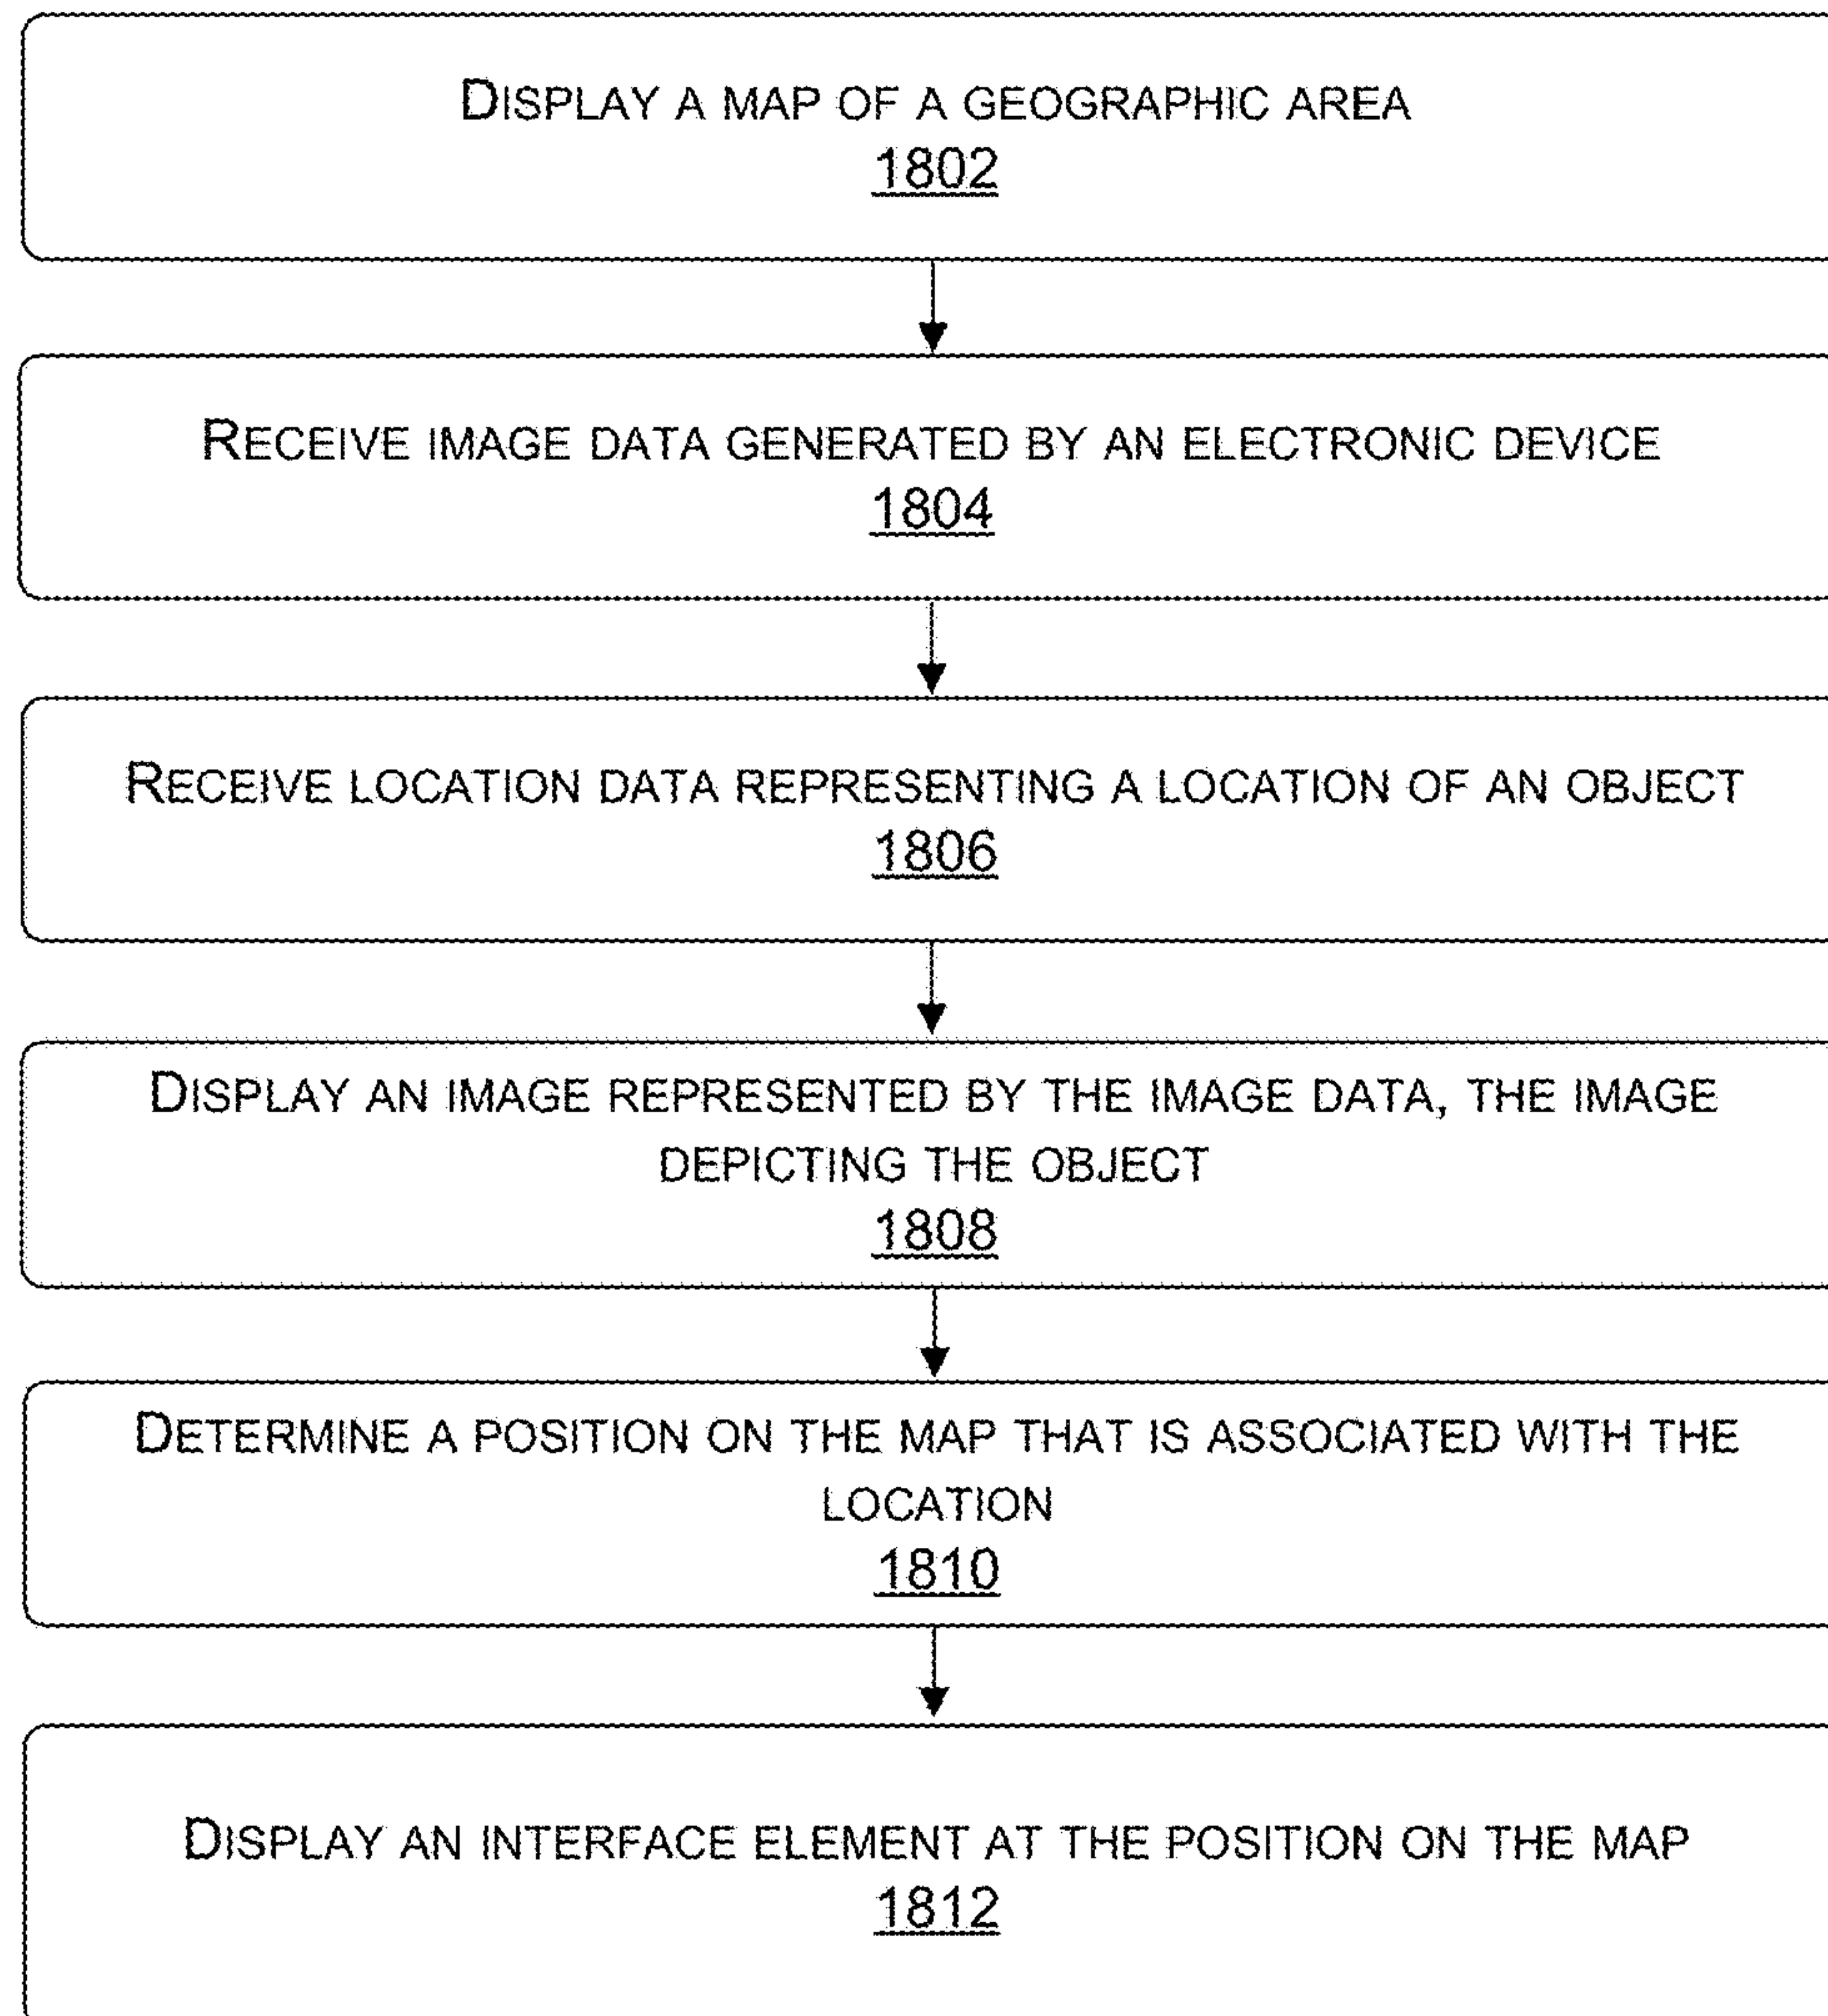 DISPLAY A MAP OF A GEOGRAPHIC AREA
1802
RECEIVE IMAGE DATA GENERATED BY AN ELECTRONIC DEVICE
1804
RECEIVE LOCATION DATA REPRESENTING A LOCATION OF AN OBJECT
1806
DISPLAY AN IMAGE REPRESENTED BY THE IMAGE DATA, THE IMAGE
DEPICTING THE OBJECT
1808
DETERMINE A POSITION ON THE MAP THAT IS ASSOCIATED WITH THE
LOCATION
1810
DISPLAY AN INTERFACE ELEMENT AT THE POSITION ON THE MAP
1812